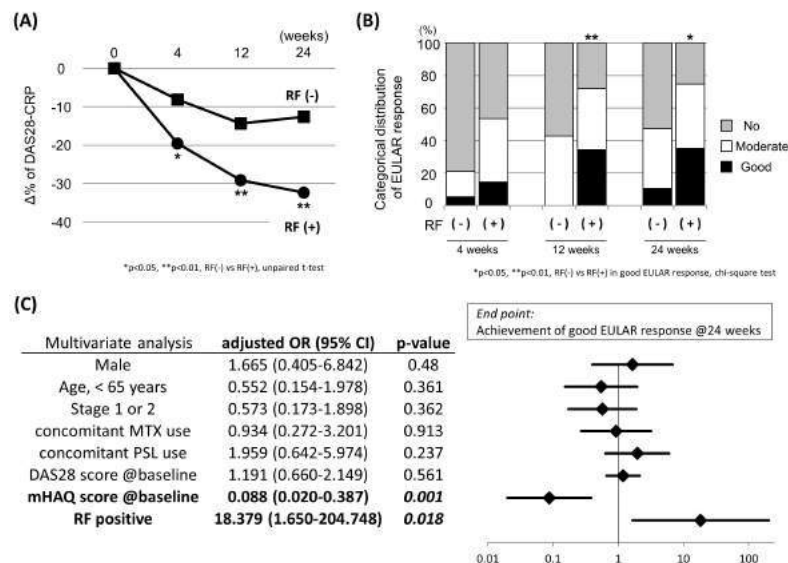 (A)
(weeks)
0 4 12 24
Δ% of DAS28-CRP
0
-10
-20
-30
-40
RF (-)
RF (+)
*
**
**
*p<0.05, **p<0.01, RF(-) vs RF(+), unpaired t-test
(B)
(%)
Categorical distribution
of EULAR response
100
80
60
40
20
0
**
*
No
Moderate
Good
RF (-) (+) (-) (+) (-) (+)
4 weeks 12 weeks 24 weeks
*p<0.05, **p<0.01, RF(-) vs RF(+) in good EULAR response, chi-square test
(C)
End point:
Achievement of good EULAR response @24 weeks
Multivariate analysis adjusted OR (95% CI) p-value
Male 1.665 (0.405-6.842) 0.48
Age, < 65 years 0.552 (0.154-1.978) 0.361
Stage 1 or 2 0.573 (0.173-1.898) 0.362
concomitant MTX use 0.934 (0.272-3.201) 0.913
concomitant PSL use 1.959 (0.642-5.974) 0.237
DAS28 score @baseline 1.191 (0.660-2.149) 0.561
mHAQ score @baseline 0.088 (0.020-0.387) 0.001
RF positive 18.379 (1.650-204.748) 0.018
0.01 0.1 1 10 100